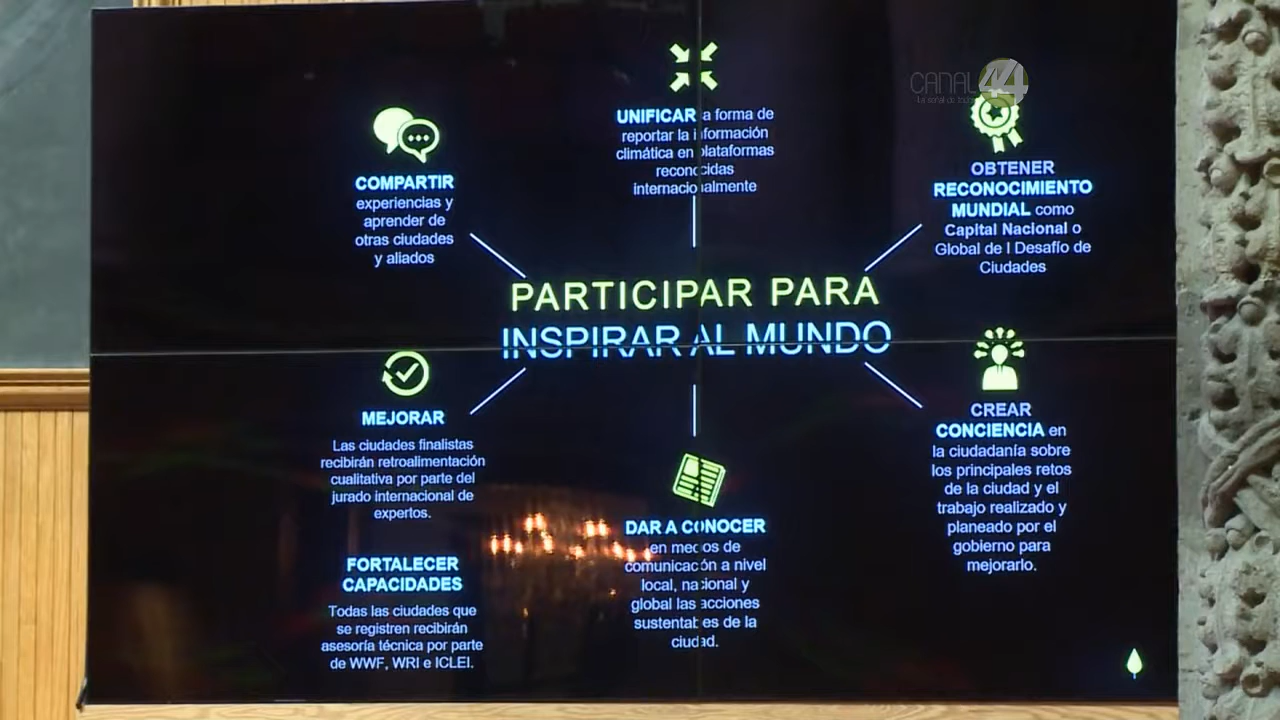 CANAL 44
UNIFICAR la forma de
reportar la información
climática en plataformas
reconocidas
internacionalmente
COMPARTIR
experiencias y
aprender de
otras ciudades
y aliados
OBTENER
RECONOCIMIENTO
MUNDIAL como
Capital Nacional o
Global de l Desafío de
Ciudades
PARTICIPAR PARA
INSPIRAR AL MUNDO
MEJORAR
Las ciudades finalistas
recibirán retroalimentación
cualitativa por parte del
jurado internacional de
expertos.
FORTALECER
CAPACIDADES
Todas las ciudades que
se registren recibirán
asesoría técnica por parte
de WWF, WRI e ICLEI.
DAR A CONOCER
en medios de
comunicación a nivel
local, nacional y
global las acciones
sustentables de la
ciudad.
CREAR
CONCIENCIA en
la ciudadanía sobre
los principales retos
de la ciudad y el
trabajo realizado y
planeado por el
gobierno para
mejorarlo.